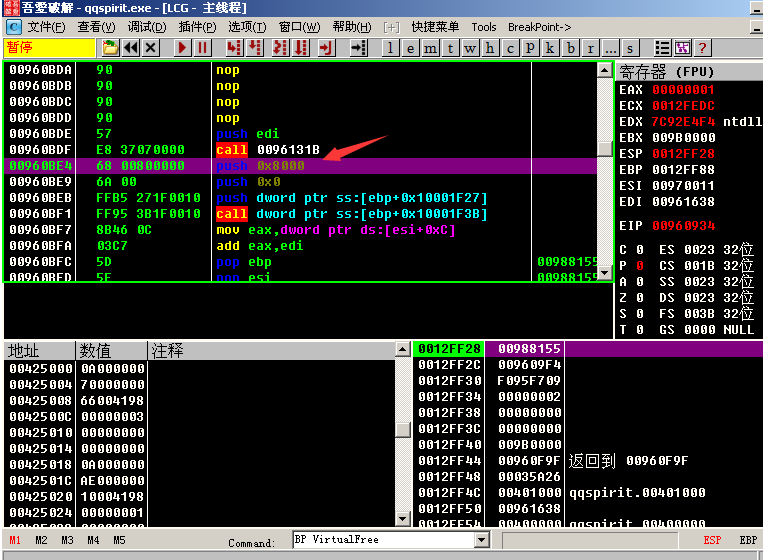 吾爱破解 - qqspirit.exe - [LCG - 主线程]
文件(F) 查看(V) 调试(D) 插件(P) 选项(T) 窗口(W) 帮助(H) [+] 快捷菜单 Tools BreakPoint->
暂停 l e m t w h c p k b r ... s ?
00960BDA 90 nop
00960BDB 90 nop
00960BDC 90 nop
00960BDD 90 nop
00960BDE 57 push edi
00960BDF E8 37070000 call 0096131B
00960BE4 68 00800000 push 0x8000
00960BE9 6A 00 push 0x0
00960BEB FFB5 271F0010 push dword ptr ss:[ebp+0x10001F27]
00960BF1 FF95 3B1F0010 call dword ptr ss:[ebp+0x10001F3B]
00960BF7 8B46 0C mov eax,dword ptr ds:[esi+0xC]
00960BFA 03C7 add eax,edi
00960BFC 5D pop ebp 00988155
00960BFD 5E pop esi 00988155
寄存器 (FPU)
EAX 00000001
ECX 0012FEDC
EDX 7C92E4F4 ntdll
EBX 009B0000
ESP 0012FF28
EBP 0012FF88
ESI 00970011
EDI 00961638
EIP 00960934
C 0 ES 0023 32位
P 0 CS 001B 32位
A 0 SS 0023 32位
Z 0 DS 0023 32位
S 0 FS 003B 32位
T 0 GS 0000 NULL
地址 数值 注释
00425000 0A000000
00425004 70000000
00425008 66004198
0042500C 00000003
00425010 00000000
00425014 00000000
00425018 0A000000
0042501C AE000000
00425020 10004198
00425024 00000001
0012FF28 00988155
0012FF2C 009609F4
0012FF30 F095F709
0012FF34 00000002
0012FF38 00000000
0012FF3C 00000000
0012FF40 009B0000
0012FF44 00960F9F 返回到 00960F9F
0012FF48 00035A26
0012FF4C 00401000 qqspirit.00401000
0012FF50 00961638
0012FF54 00400000 qqspirit.00400000
M1 M2 M3 M4 M5 Command: BP VirtualFree ESP EBP